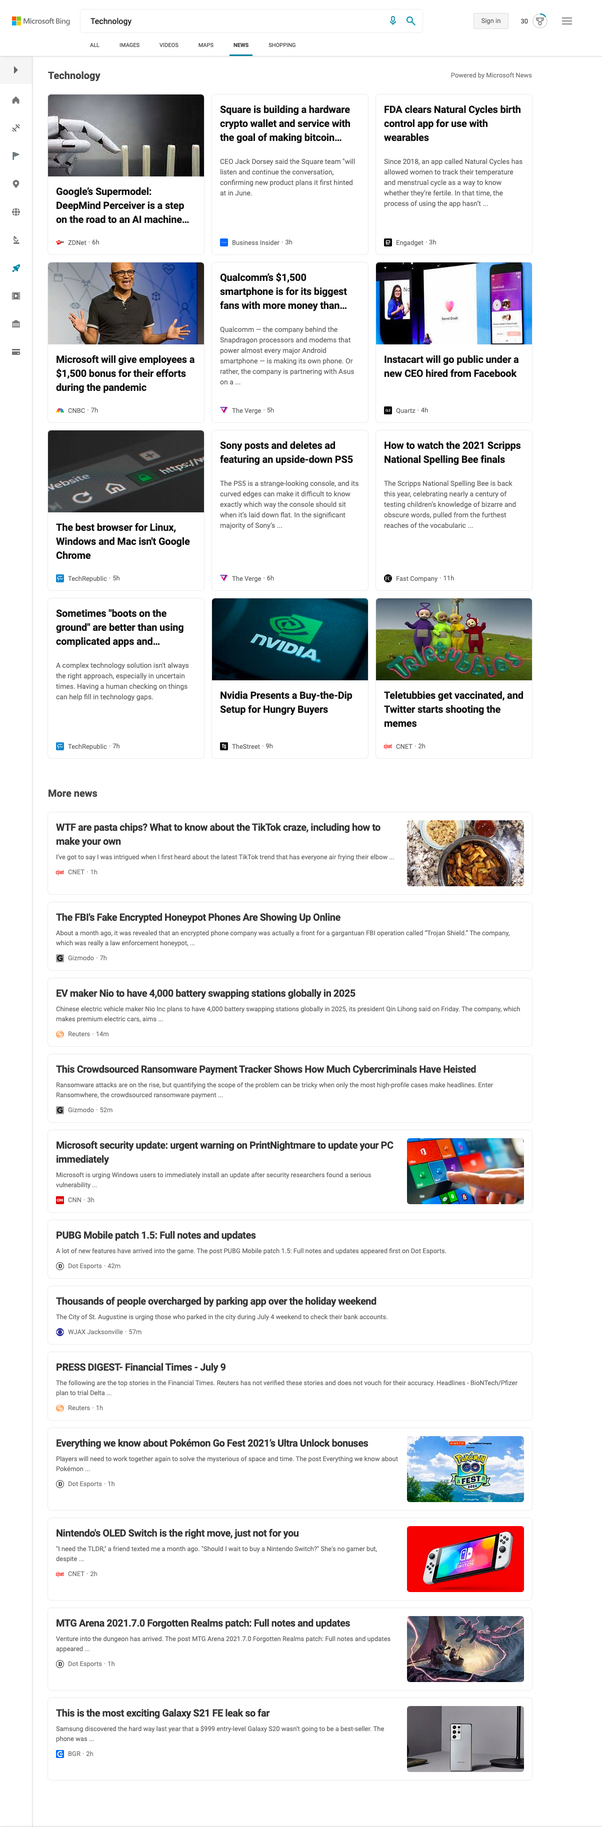 Microsoft Bing
Technology
Sign in
30
ALL
IMAGES
VIDEOS
MAPS
NEWS
SHOPPING
Technology
Powered by Microsoft News
Google's Supermodel:
DeepMind Perceiver is a step
on the road to an AI machine...
ZDNet · 6h
Square is building a hardware
crypto wallet and service with
the goal of making bitcoin...
CEO Jack Dorsey said the Square team "will
listen and continue the conversation,
confirming new product plans it first hinted
at in June.
Business Insider · 3h
FDA clears Natural Cycles birth
control app for use with
wearables
Since 2018, an app called Natural Cycles has
allowed women to track their temperature
and menstrual cycle as a way to know
whether they're fertile. In that time, the
process of using the app hasn't ...
Engadget · 3h
Microsoft will give employees a
$1,500 bonus for their efforts
during the pandemic
CNBC · 7h
Qualcomm's $1,500
smartphone is for its biggest
fans with more money than...
Qualcomm — the company behind the
Snapdragon processors and modems that
power almost every major Android
smartphone — is making its own phone. Or
rather, the company is partnering with Asus
on a ...
The Verge · 5h
Instacart will go public under a
new CEO hired from Facebook
Quartz · 4h
Website
https://w
The best browser for Linux,
Windows and Mac isn't Google
Chrome
TechRepublic · 5h
Sony posts and deletes ad
featuring an upside-down PS5
The PS5 is a strange-looking console, and its
curved edges can make it difficult to know
exactly which way the console should sit
when it's laid down flat. In the significant
majority of Sony's ...
The Verge · 6h
How to watch the 2021 Scripps
National Spelling Bee finals
The Scripps National Spelling Bee is back
this year, celebrating nearly a century of
testing children's knowledge of bizarre and
obscure words, pulled from the furthest
reaches of the vocabularic ...
Fast Company · 11h
Sometimes "boots on the
ground" are better than using
complicated apps and...
A complex technology solution isn't always
the right approach, especially in uncertain
times. Having a human checking on things
can help fill in technology gaps.
TechRepublic · 7h
NVIDIA.
Nvidia Presents a Buy-the-Dip
Setup for Hungry Buyers
TheStreet · 9h
Teletubbies
Teletubbies get vaccinated, and
Twitter starts shooting the
memes
CNET · 2h
More news
WTF are pasta chips? What to know about the TikTok craze, including how to
make your own
I've got to say I was intrigued when I first heard about the latest TikTok trend that has everyone air frying their elbow ...
CNET · 1h
The FBI's Fake Encrypted Honeypot Phones Are Showing Up Online
About a month ago, it was revealed that an encrypted phone company was actually a front for a gargantuan FBI operation called "Trojan Shield." The company,
which was really a law enforcement honeypot, ...
Gizmodo · 7h
EV maker Nio to have 4,000 battery swapping stations globally in 2025
Chinese electric vehicle maker Nio Inc plans to have 4,000 battery swapping stations globally in 2025, its president Qin Lihong said on Friday. The company, which
makes premium electric cars, aims ...
Reuters · 14m
This Crowdsourced Ransomware Payment Tracker Shows How Much Cybercriminals Have Heisted
Ransomware attacks are on the rise, but quantifying the scope of the problem can be tricky when only the most high-profile cases make headlines. Enter
Ransomwhere, the crowdsourced ransomware payment ...
Gizmodo · 52m
Microsoft security update: urgent warning on PrintNightmare to update your PC
immediately
Microsoft is urging Windows users to immediately install an update after security researchers found a serious
vulnerability ...
CNN · 3h
PUBG Mobile patch 1.5: Full notes and updates
A lot of new features have arrived into the game. The post PUBG Mobile patch 1.5: Full notes and updates appeared first on Dot Esports.
Dot Esports · 42m
Thousands of people overcharged by parking app over the holiday weekend
The City of St. Augustine is urging those who parked in the city during July 4 weekend to check their bank accounts.
WJAX Jacksonville · 57m
PRESS DIGEST- Financial Times - July 9
The following are the top stories in the Financial Times. Reuters has not verified these stories and does not vouch for their accuracy. Headlines - BioNTech/Pfizer
plan to trial Delta ...
Reuters · 1h
Everything we know about Pokémon Go Fest 2021's Ultra Unlock bonuses
Players will need to work together again to solve the mysterious of space and time. The post Everything we know about
Pokémon ...
Dot Esports · 1h
Pokémon
GO
FEST
Nintendo's OLED Switch is the right move, just not for you
"I need the TLDR," a friend texted me a month ago. "Should I wait to buy a Nintendo Switch?" She's no gamer but,
despite ...
CNET · 2h
SWITCH
MTG Arena 2021.7.0 Forgotten Realms patch: Full notes and updates
Venture into the dungeon has arrived. The post MTG Arena 2021.7.0 Forgotten Realms patch: Full notes and updates
appeared ...
Dot Esports · 1h
This is the most exciting Galaxy S21 FE leak so far
Samsung discovered the hard way last year that a $999 entry-level Galaxy S20 wasn't going to be a best-seller. The
phone was ...
BGR · 2h